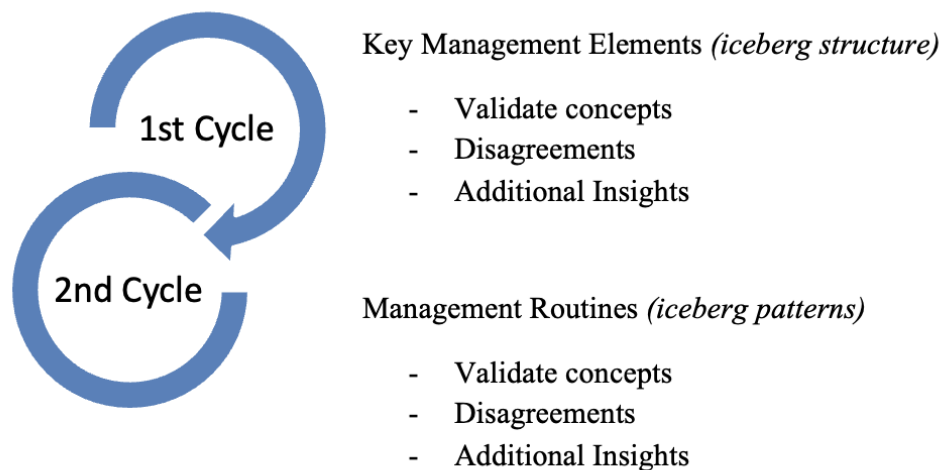 1st Cycle
Key Management Elements (iceberg structure)
- Validate concepts
- Disagreements
- Additional Insights
2nd Cycle
Management Routines (iceberg patterns)
- Validate concepts
- Disagreements
- Additional Insights